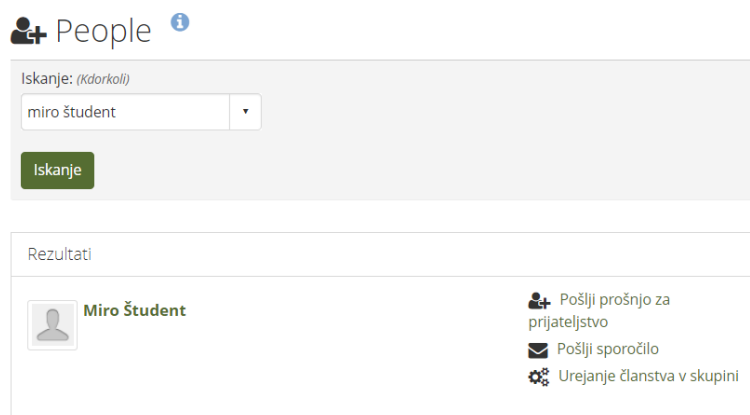 People
Iskanje: (Kdorkoli)
miro študent
Iskanje
Rezultati
Miro Študent
Pošlji prošnjo za
prijateljstvo
Pošlji sporočilo
Urejanje članstva v skupini